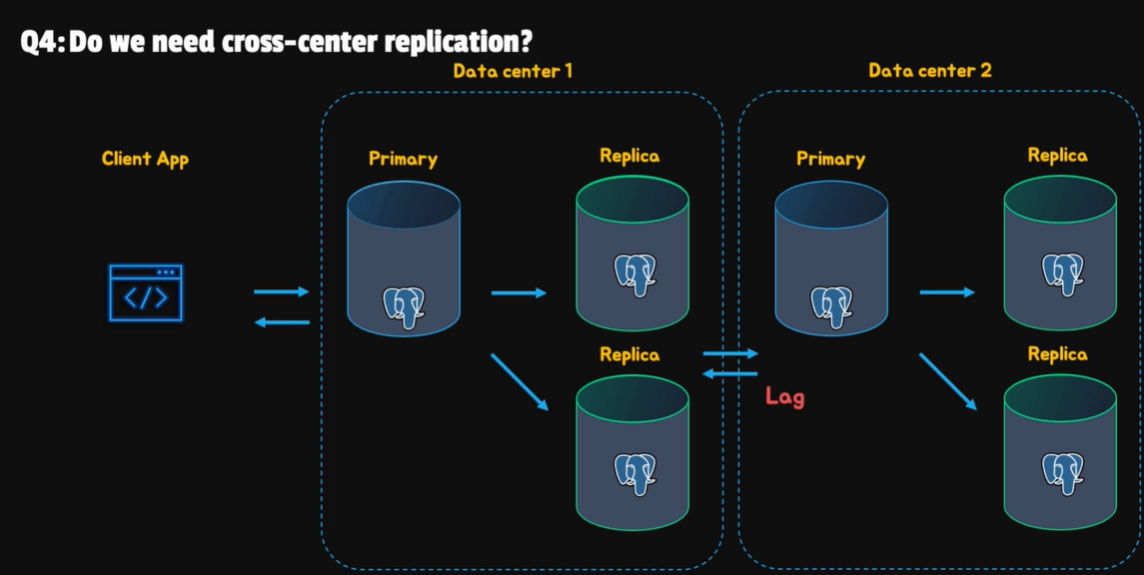 Q4: Do we need cross-center replication?
Data center 1
Data center 2
Client App
Primary
Replica
Primary
Replica
</>
Replica
Replica
Lag